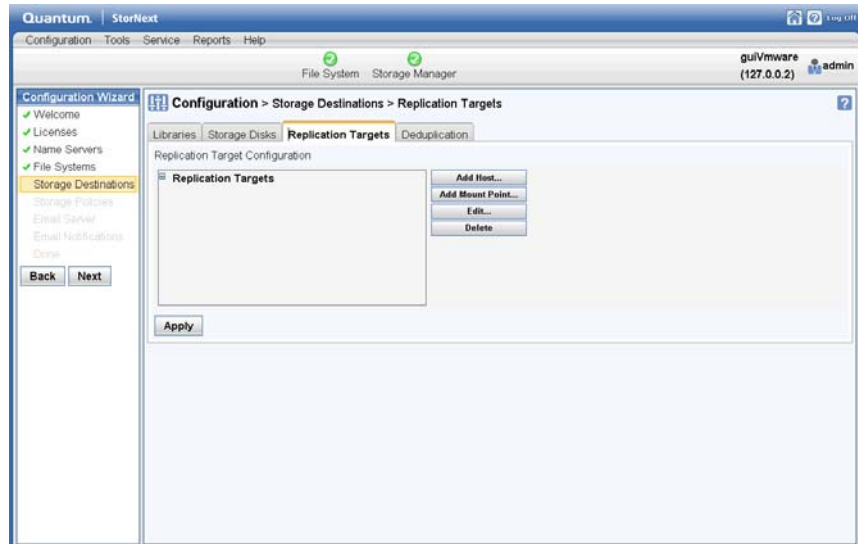 Quantum. StorNext
Log Off
Configuration Tools Service Reports Help
File System Storage Manager
guiVmware
(127.0.0.2)
admin
Configuration Wizard
Welcome
Licenses
Name Servers
File Systems
Storage Destinations
Storage Policies
Email Server
Email Notifications
Done
Back Next
Configuration > Storage Destinations > Replication Targets
?
Libraries Storage Disks Replication Targets Deduplication
Replication Target Configuration
Replication Targets
Add Host...
Add Mount Point...
Edit...
Delete
Apply